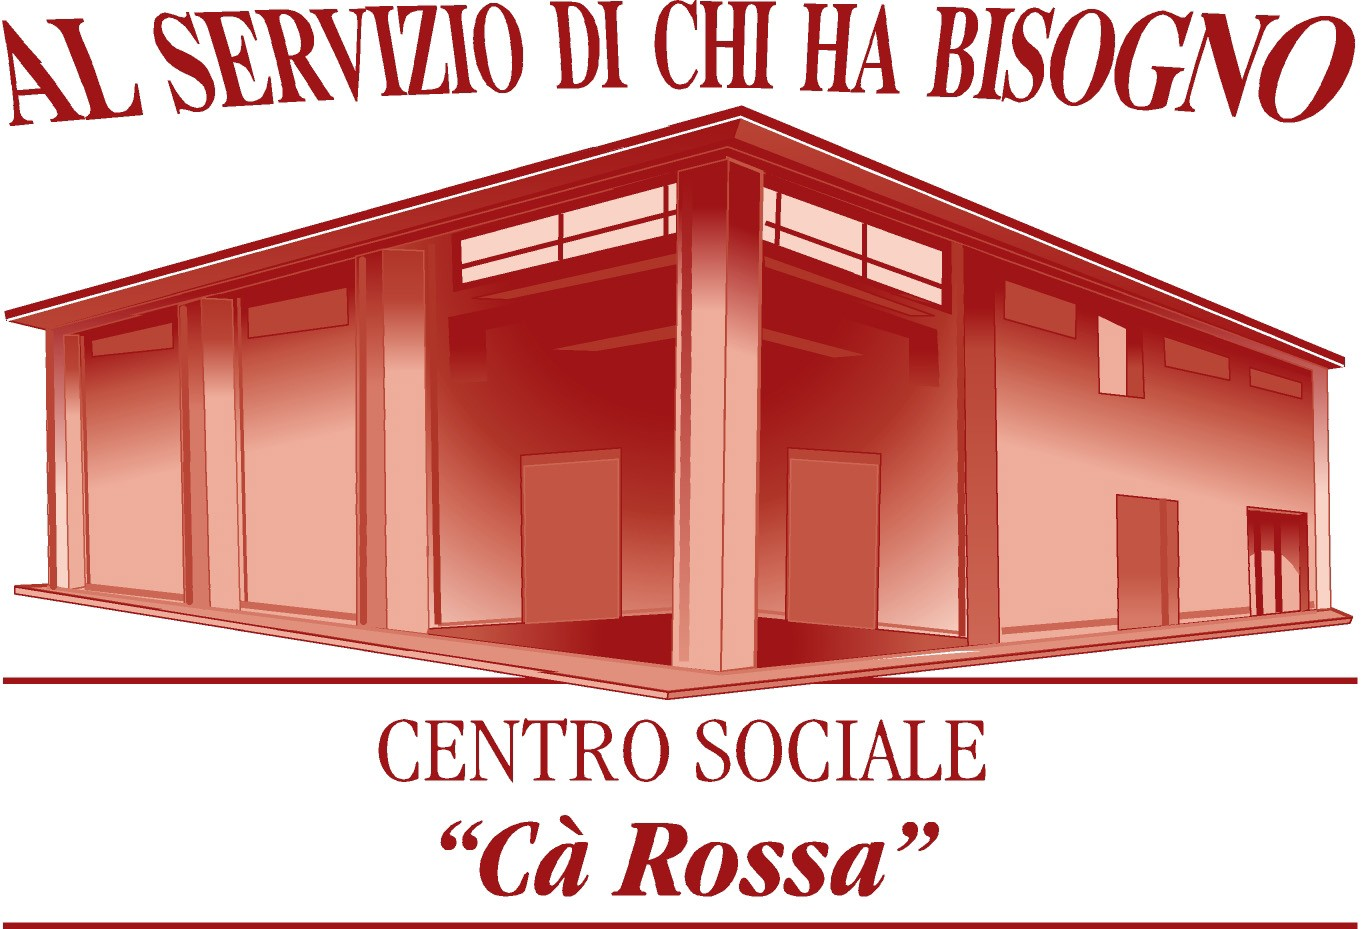 AL SERVIZIO DI CHI HA BISOGNO
CENTRO SOCIALE
“Cà Rossa”